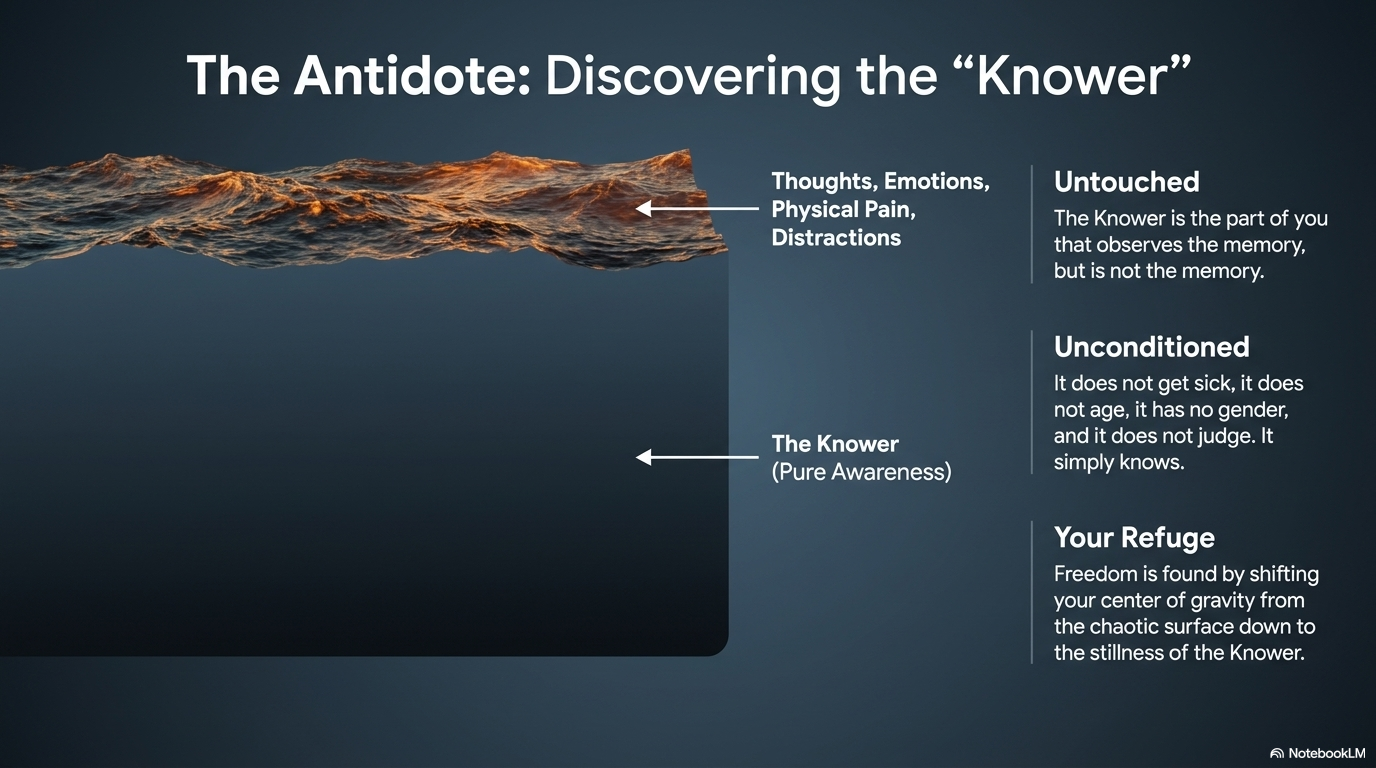 The Antidote: Discovering the “Knower”
Thoughts, Emotions,
Physical Pain,
Distractions
The Knower
(Pure Awareness)
Untouched
The Knower is the part of you
that observes the memory,
but is not the memory.
Unconditioned
It does not get sick, it does
not age, it has no gender,
and it does not judge. It
simply knows.
Your Refuge
Freedom is found by shifting
your center of gravity from
the chaotic surface down to
the stillness of the Knower.
NotebookLM